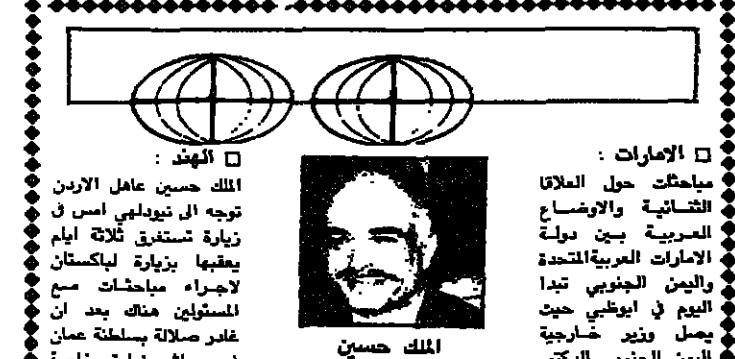 □ الامارات :
مباحثات حول العلاقا
الثنائية والاوضاع
العربية بين دولة
الامارات العربية المتحدة
واليمن الجنوبي تبدا
اليوم في ابوظبي حيث
يصل وزير خارجية
اليمن
الملك حسين
□ الهند :
الملك حسين عاهل الاردن
توجه الى نيودلهي امس في
زيارة تستغرق ثلاثة ايام
يعقبها بزيارة لباكستان
لاجراء مباحثات مع
المسئولين هناك بعد ان
غادر صلالة بسلطنة عمان